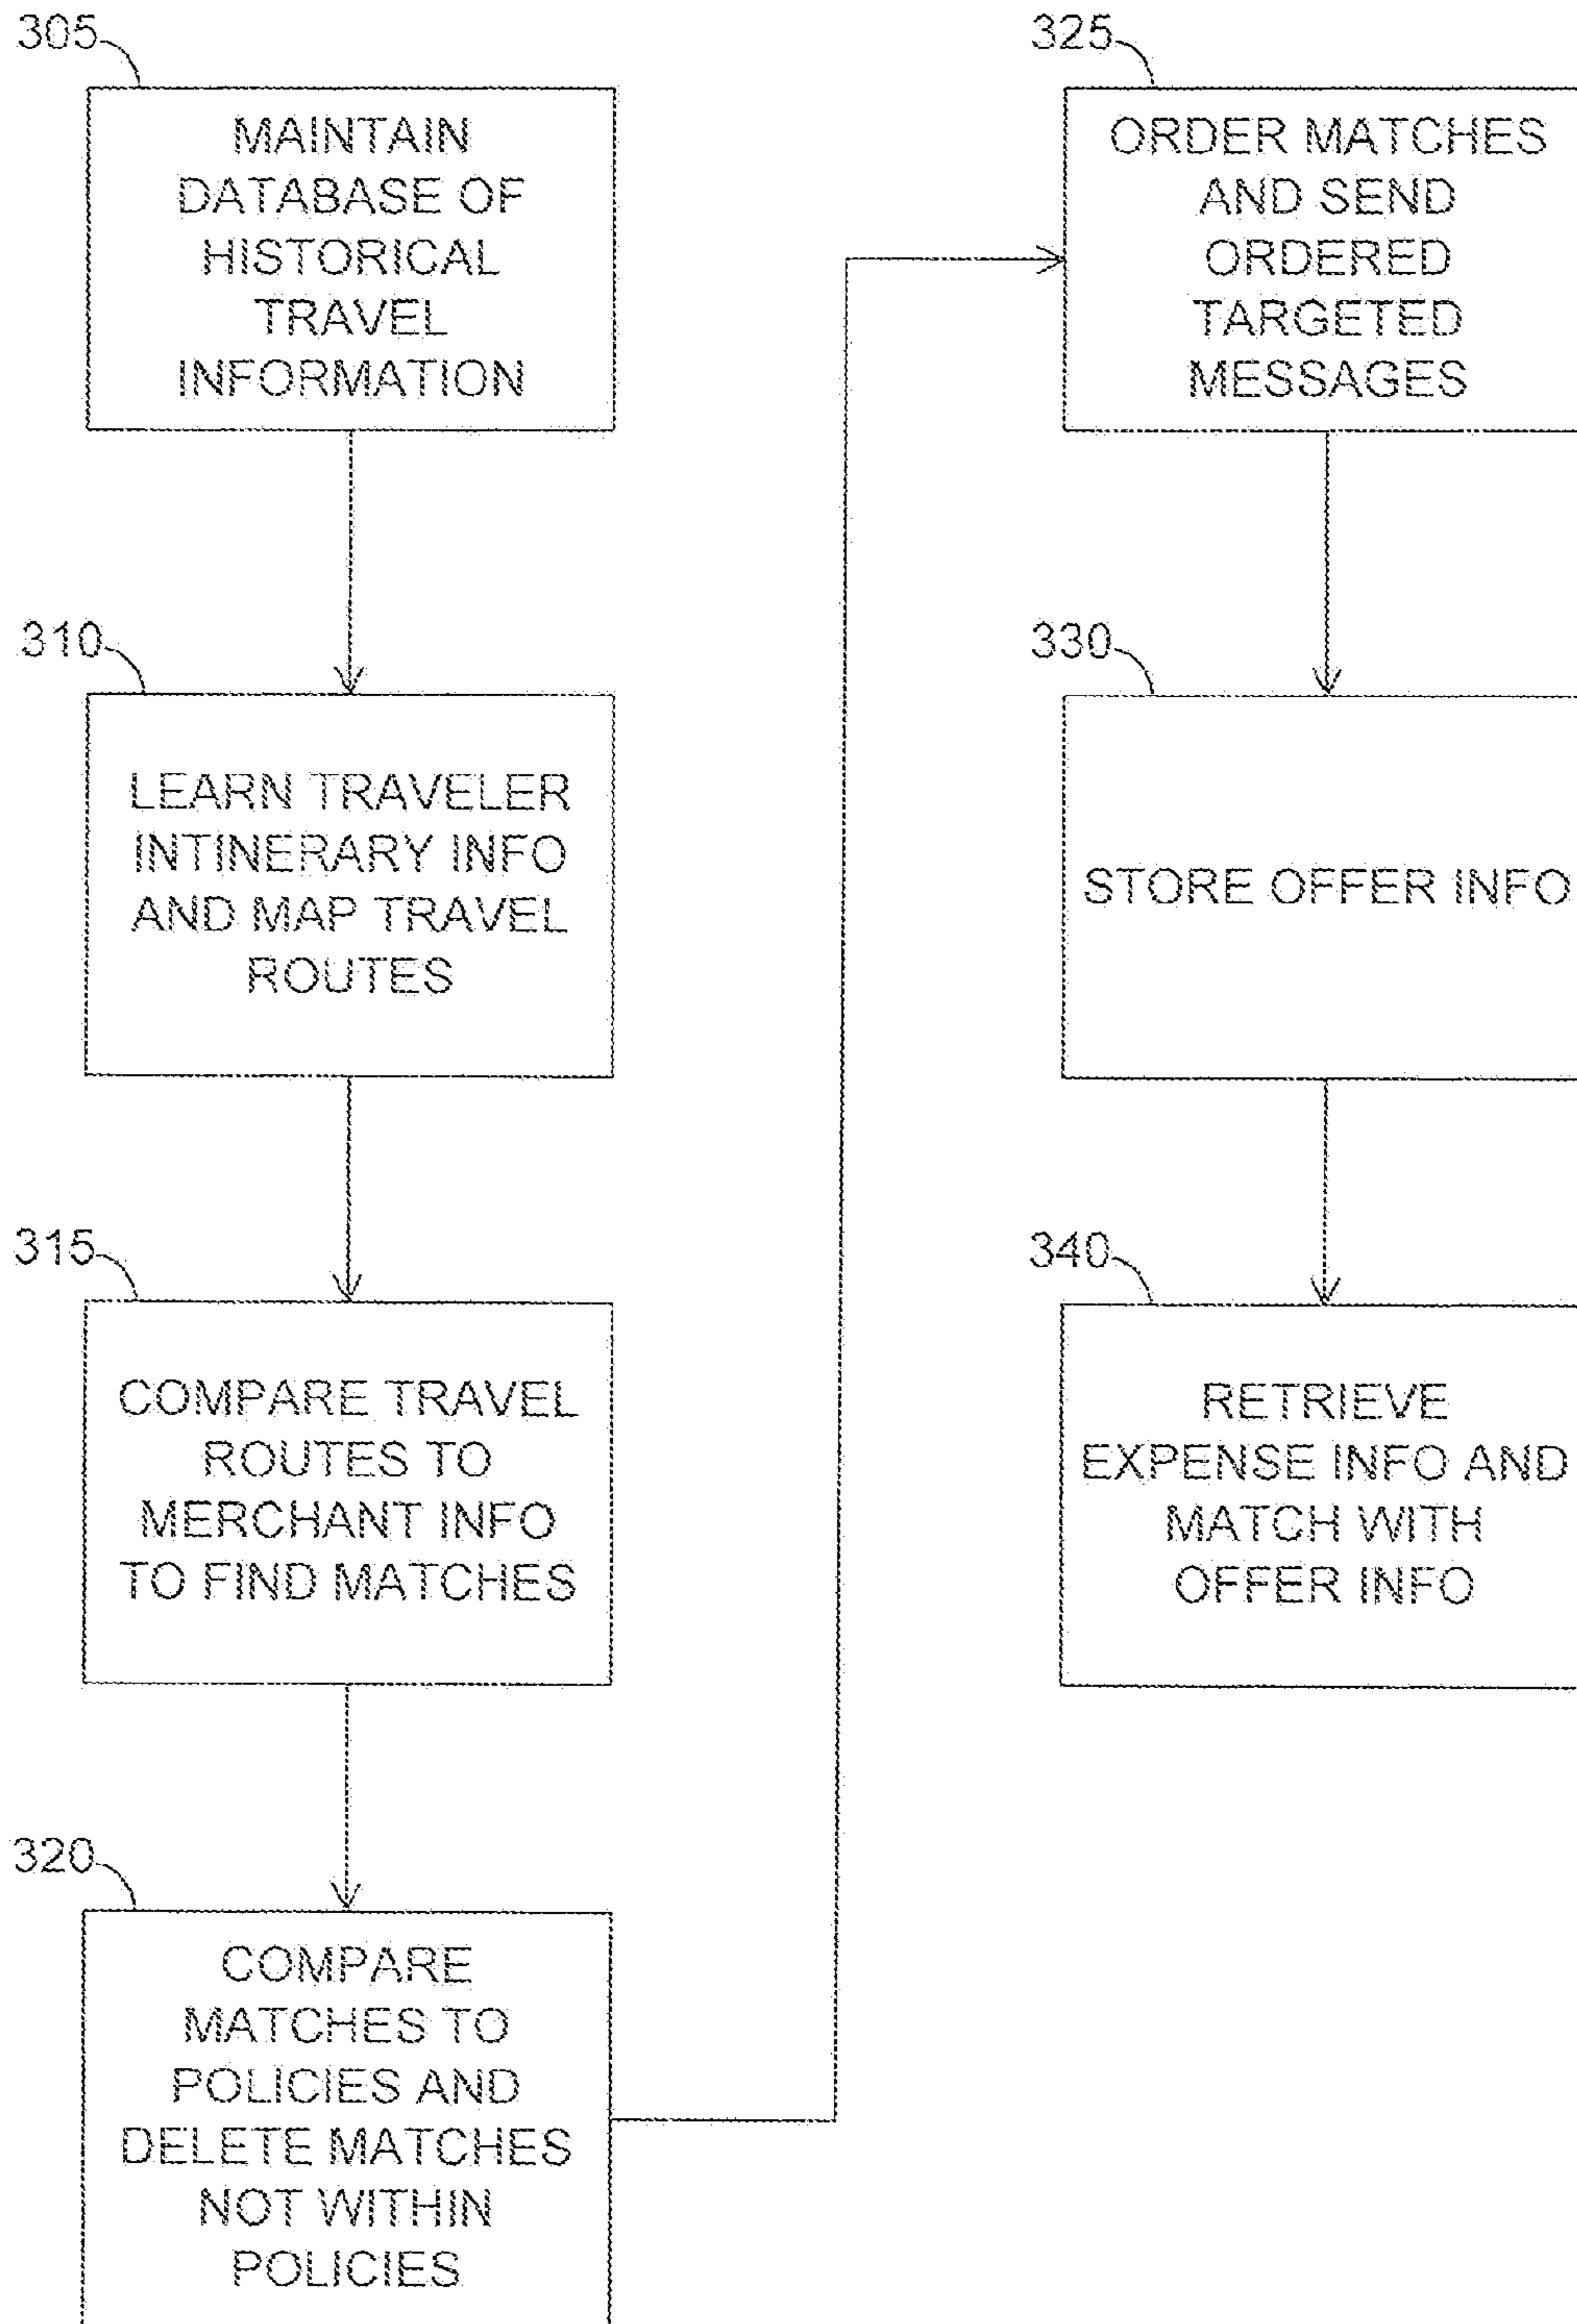 305
MAINTAIN
DATABASE OF
HISTORICAL
TRAVEL
INFORMATION
310
LEARN TRAVELER
INTINERARY INFO
AND MAP TRAVEL
ROUTES
315
COMPARE TRAVEL
ROUTES TO
MERCHANT INFO
TO FIND MATCHES
320
COMPARE
MATCHES TO
POLICIES AND
DELETE MATCHES
NOT WITHIN
POLICIES
325
ORDER MATCHES
AND SEND
ORDERED
TARGETED
MESSAGES
330
STORE OFFER INFO
340
RETRIEVE
EXPENSE INFO AND
MATCH WITH
OFFER INFO